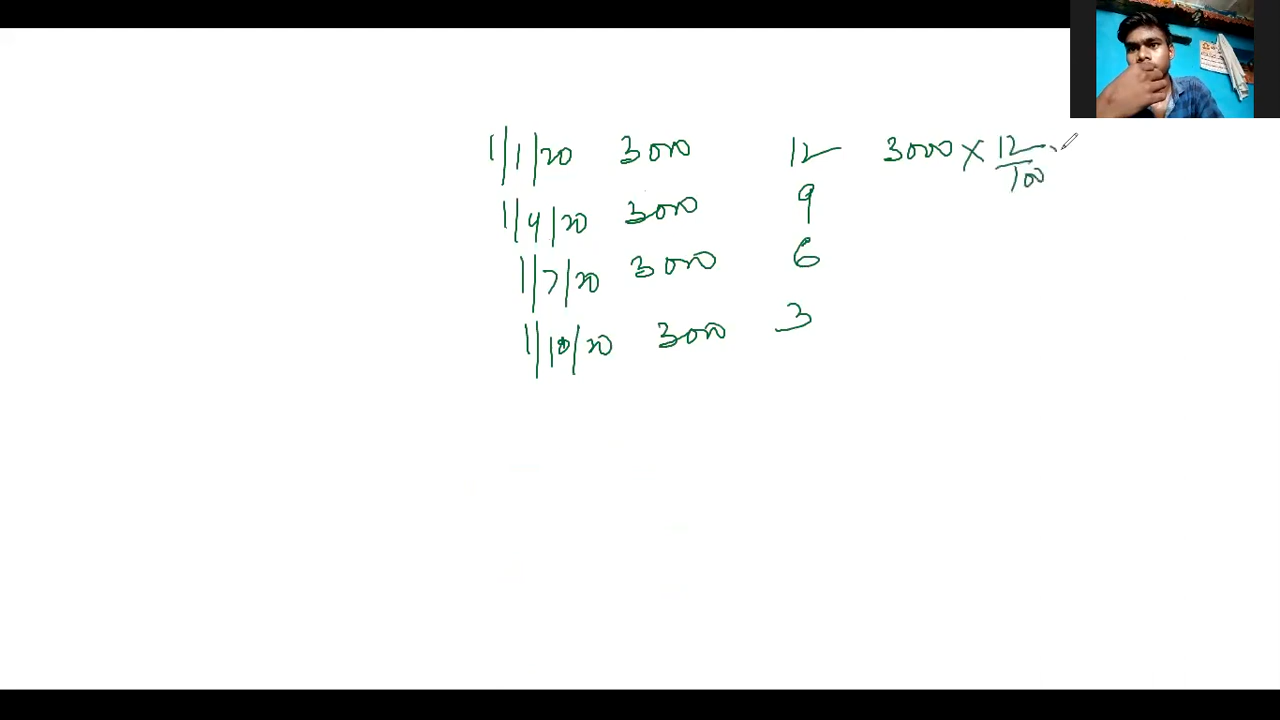 1/1/20 3000 12 3000 × 12/100
1/4/20 3000 9
1/7/20 3000 6
1/10/20 3000 3